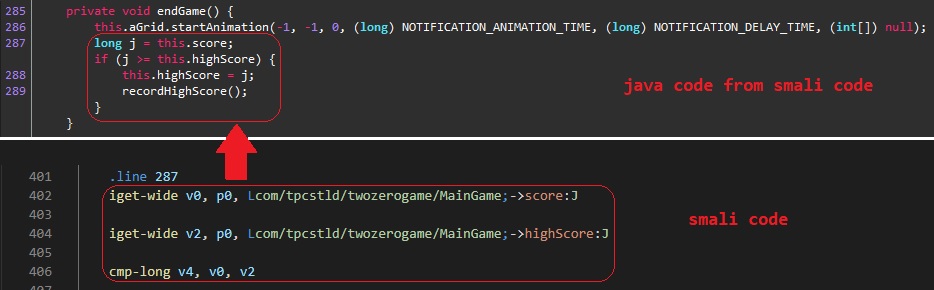 285 private void endGame() {
286 this.aGrid.startAnimation(-1, -1, 0, (long) NOTIFICATION_ANIMATION_TIME, (long) NOTIFICATION_DELAY_TIME, (int[]) null);
287 long j = this.score;
if (j >= this.highScore) {
288 this.highScore = j;
289 recordHighScore();
}
}
java code from smali code
401 .line 287
402 iget-wide v0, p0, Lcom/tpcstld/twozerogame/MainGame;->score:J
403
404 iget-wide v2, p0, Lcom/tpcstld/twozerogame/MainGame;->highScore:J
405
406 cmp-long v4, v0, v2
407
smali code